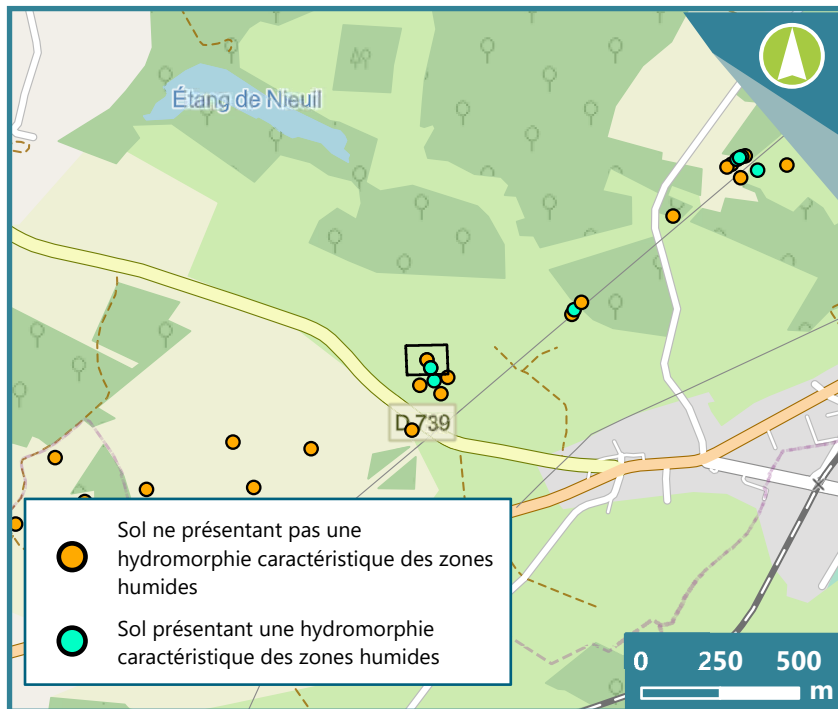 Étang de Nieuil
D 739
Sol ne présentant pas une
hydromorphie caractéristique des zones
humides
Sol présentant une hydromorphie
caractéristique des zones humides
0 250 500
m